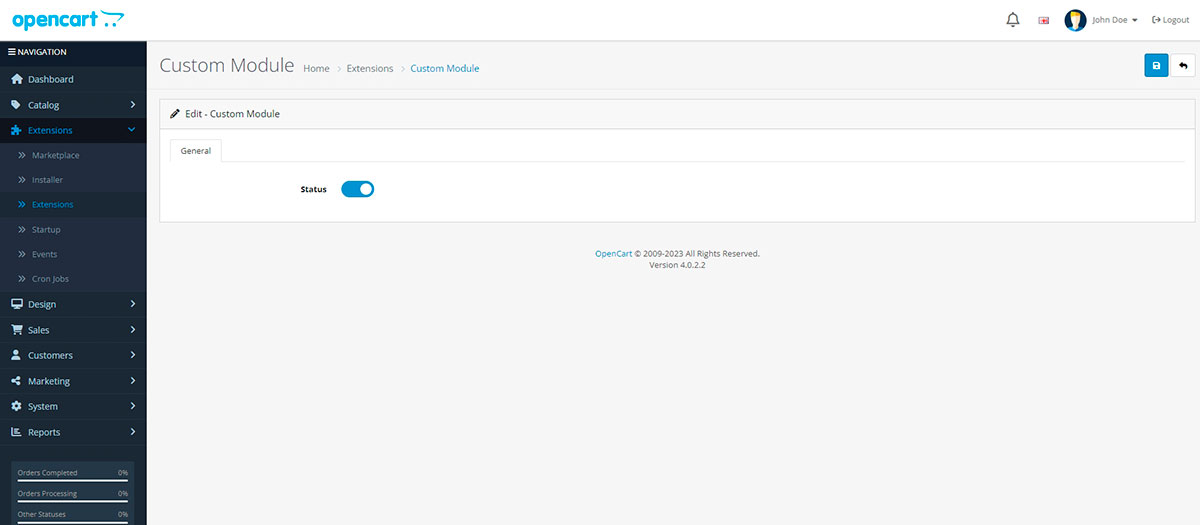 opencart
John Doe
Logout
NAVIGATION
Custom Module Home > Extensions > Custom Module
Dashboard
Catalog
Extensions
Marketplace
Installer
Extensions
Startup
Events
Cron Jobs
Design
Sales
Customers
Marketing
System
Reports
Orders Completed 0%
Orders Processing 0%
Other Statuses 0%
Edit - Custom Module
General
Status
OpenCart © 2009-2023 All Rights Reserved.
Version 4.0.2.2